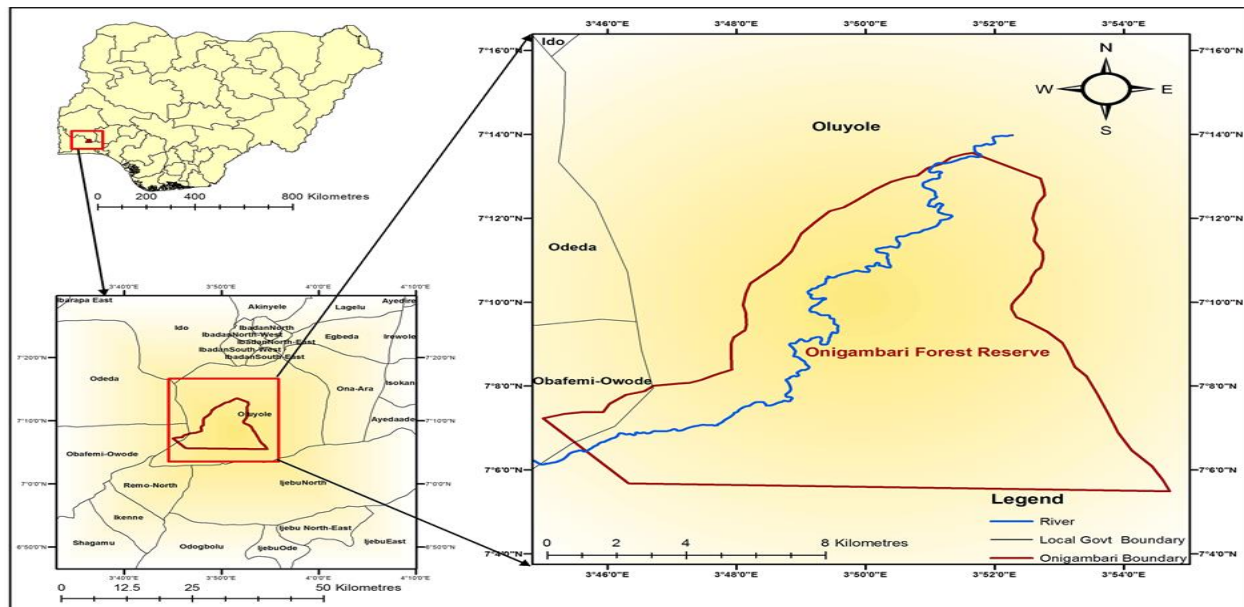 0 200 400 800 Kilometres
3°40'0"E 3°50'0"E 4°0'0"E 4°10'0"E
Ibarapa East
Akinyele
Lagelu
Ayedire
Ido
IbadanNorth
IbadanNorth-West
IbadanNorth-East
IbadanSouth-West
IbadanSouth-East
Egbeda
Irewole
7°20'0"N
7°20'0"N
Odeda
Ona-Ara
Isokan
Oluyole
Ayedaade
7°10'0"N
7°10'0"N
Obafemi-Owode
Remo-North
IjebuNorth
7°0'0"N
7°0'0"N
Ikenne
Ijebu North-East
Shagamu
Odogbolu
IjebuOde
IjebuEast
6°50'0"N
6°50'0"N
3°40'0"E 3°50'0"E 4°0'0"E 4°10'0"E
0 12.5 25 50 Kilometres
3°46'0"E 3°48'0"E 3°50'0"E 3°52'0"E 3°54'0"E
Ido
7°16'0"N
7°16'0"N
N
W E
S
Oluyole
7°14'0"N
7°14'0"N
7°12'0"N
7°12'0"N
Odeda
7°10'0"N
7°10'0"N
Onigambari Forest Reserve
Obafemi-Owode
7°8'0"N
7°8'0"N
7°6'0"N
7°6'0"N
Legend
River
Local Govt Boundary
Onigambari Boundary
0 2 4 8 Kilometres
7°4'0"N
7°4'0"N
3°46'0"E 3°48'0"E 3°50'0"E 3°52'0"E 3°54'0"E